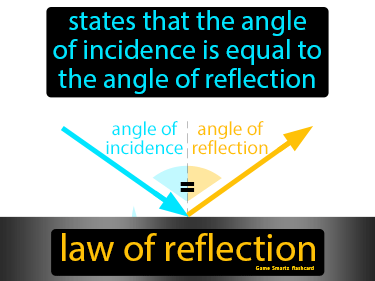 states that the angle
of incidence is equal to
the angle of reflection
angle of
incidence
angle of
reflection
=
law of reflection
Game Smartz flashcard